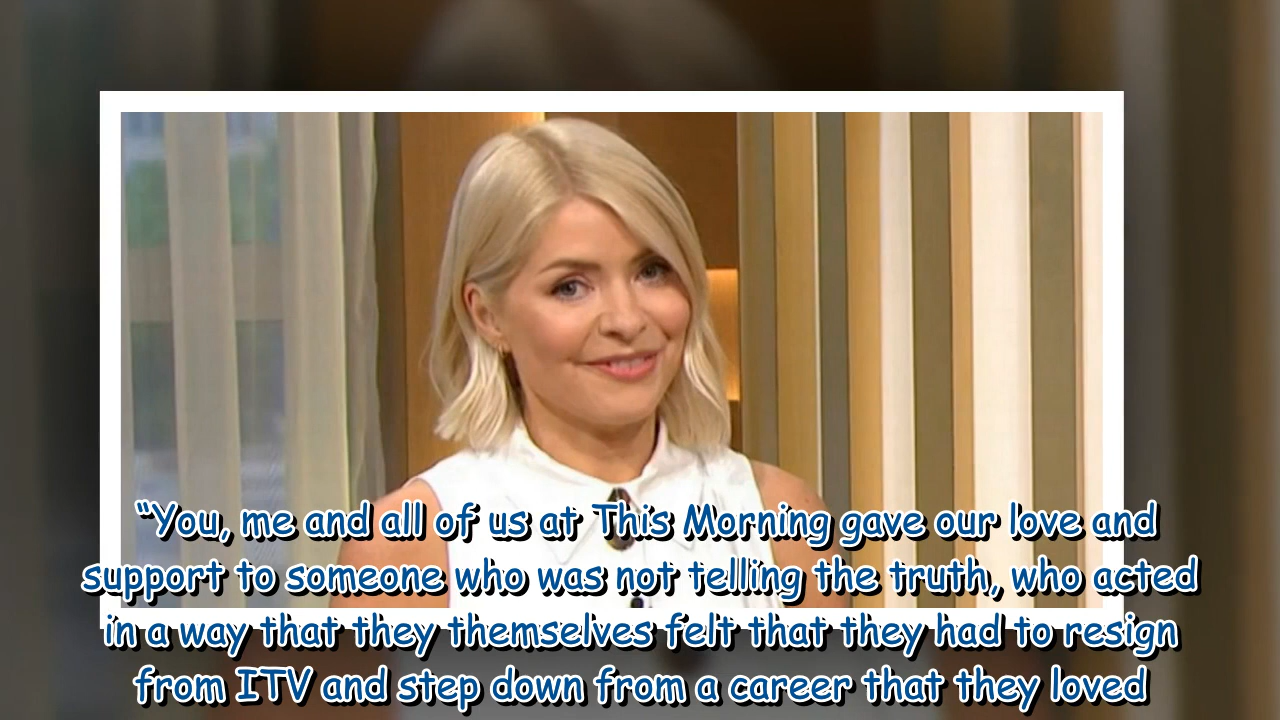 “You, me and all of us at This Morning gave our love and
support to someone who was not telling the truth, who acted
in a way that they themselves felt that they had to resign
from ITV and step down from a career that they loved